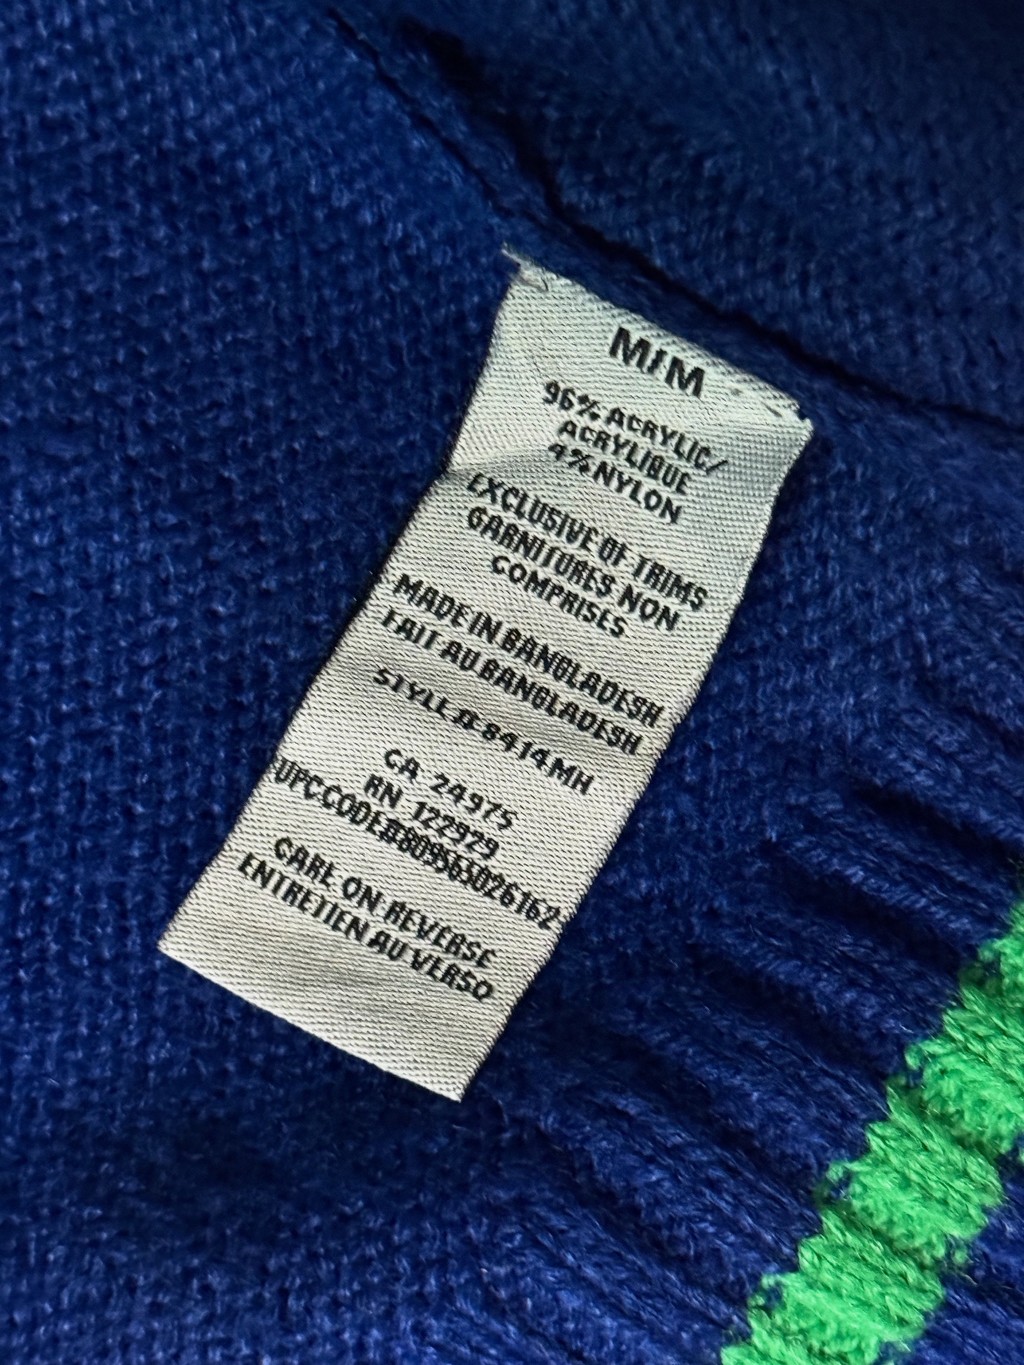 M/M
96% ACRYLIC/
ACRYLIQUE
4% NYLON
EXCLUSIVE OF TRIMS
GARNITURES NON
COMPRISES
MADE IN BANGLADESH
FAIT AU BANGLADESH
STYLE # 8414MH
CA 24975
RN 122929
UPC CODE#809565026162
CARE ON REVERSE
ENTRETIEN AU VERSO